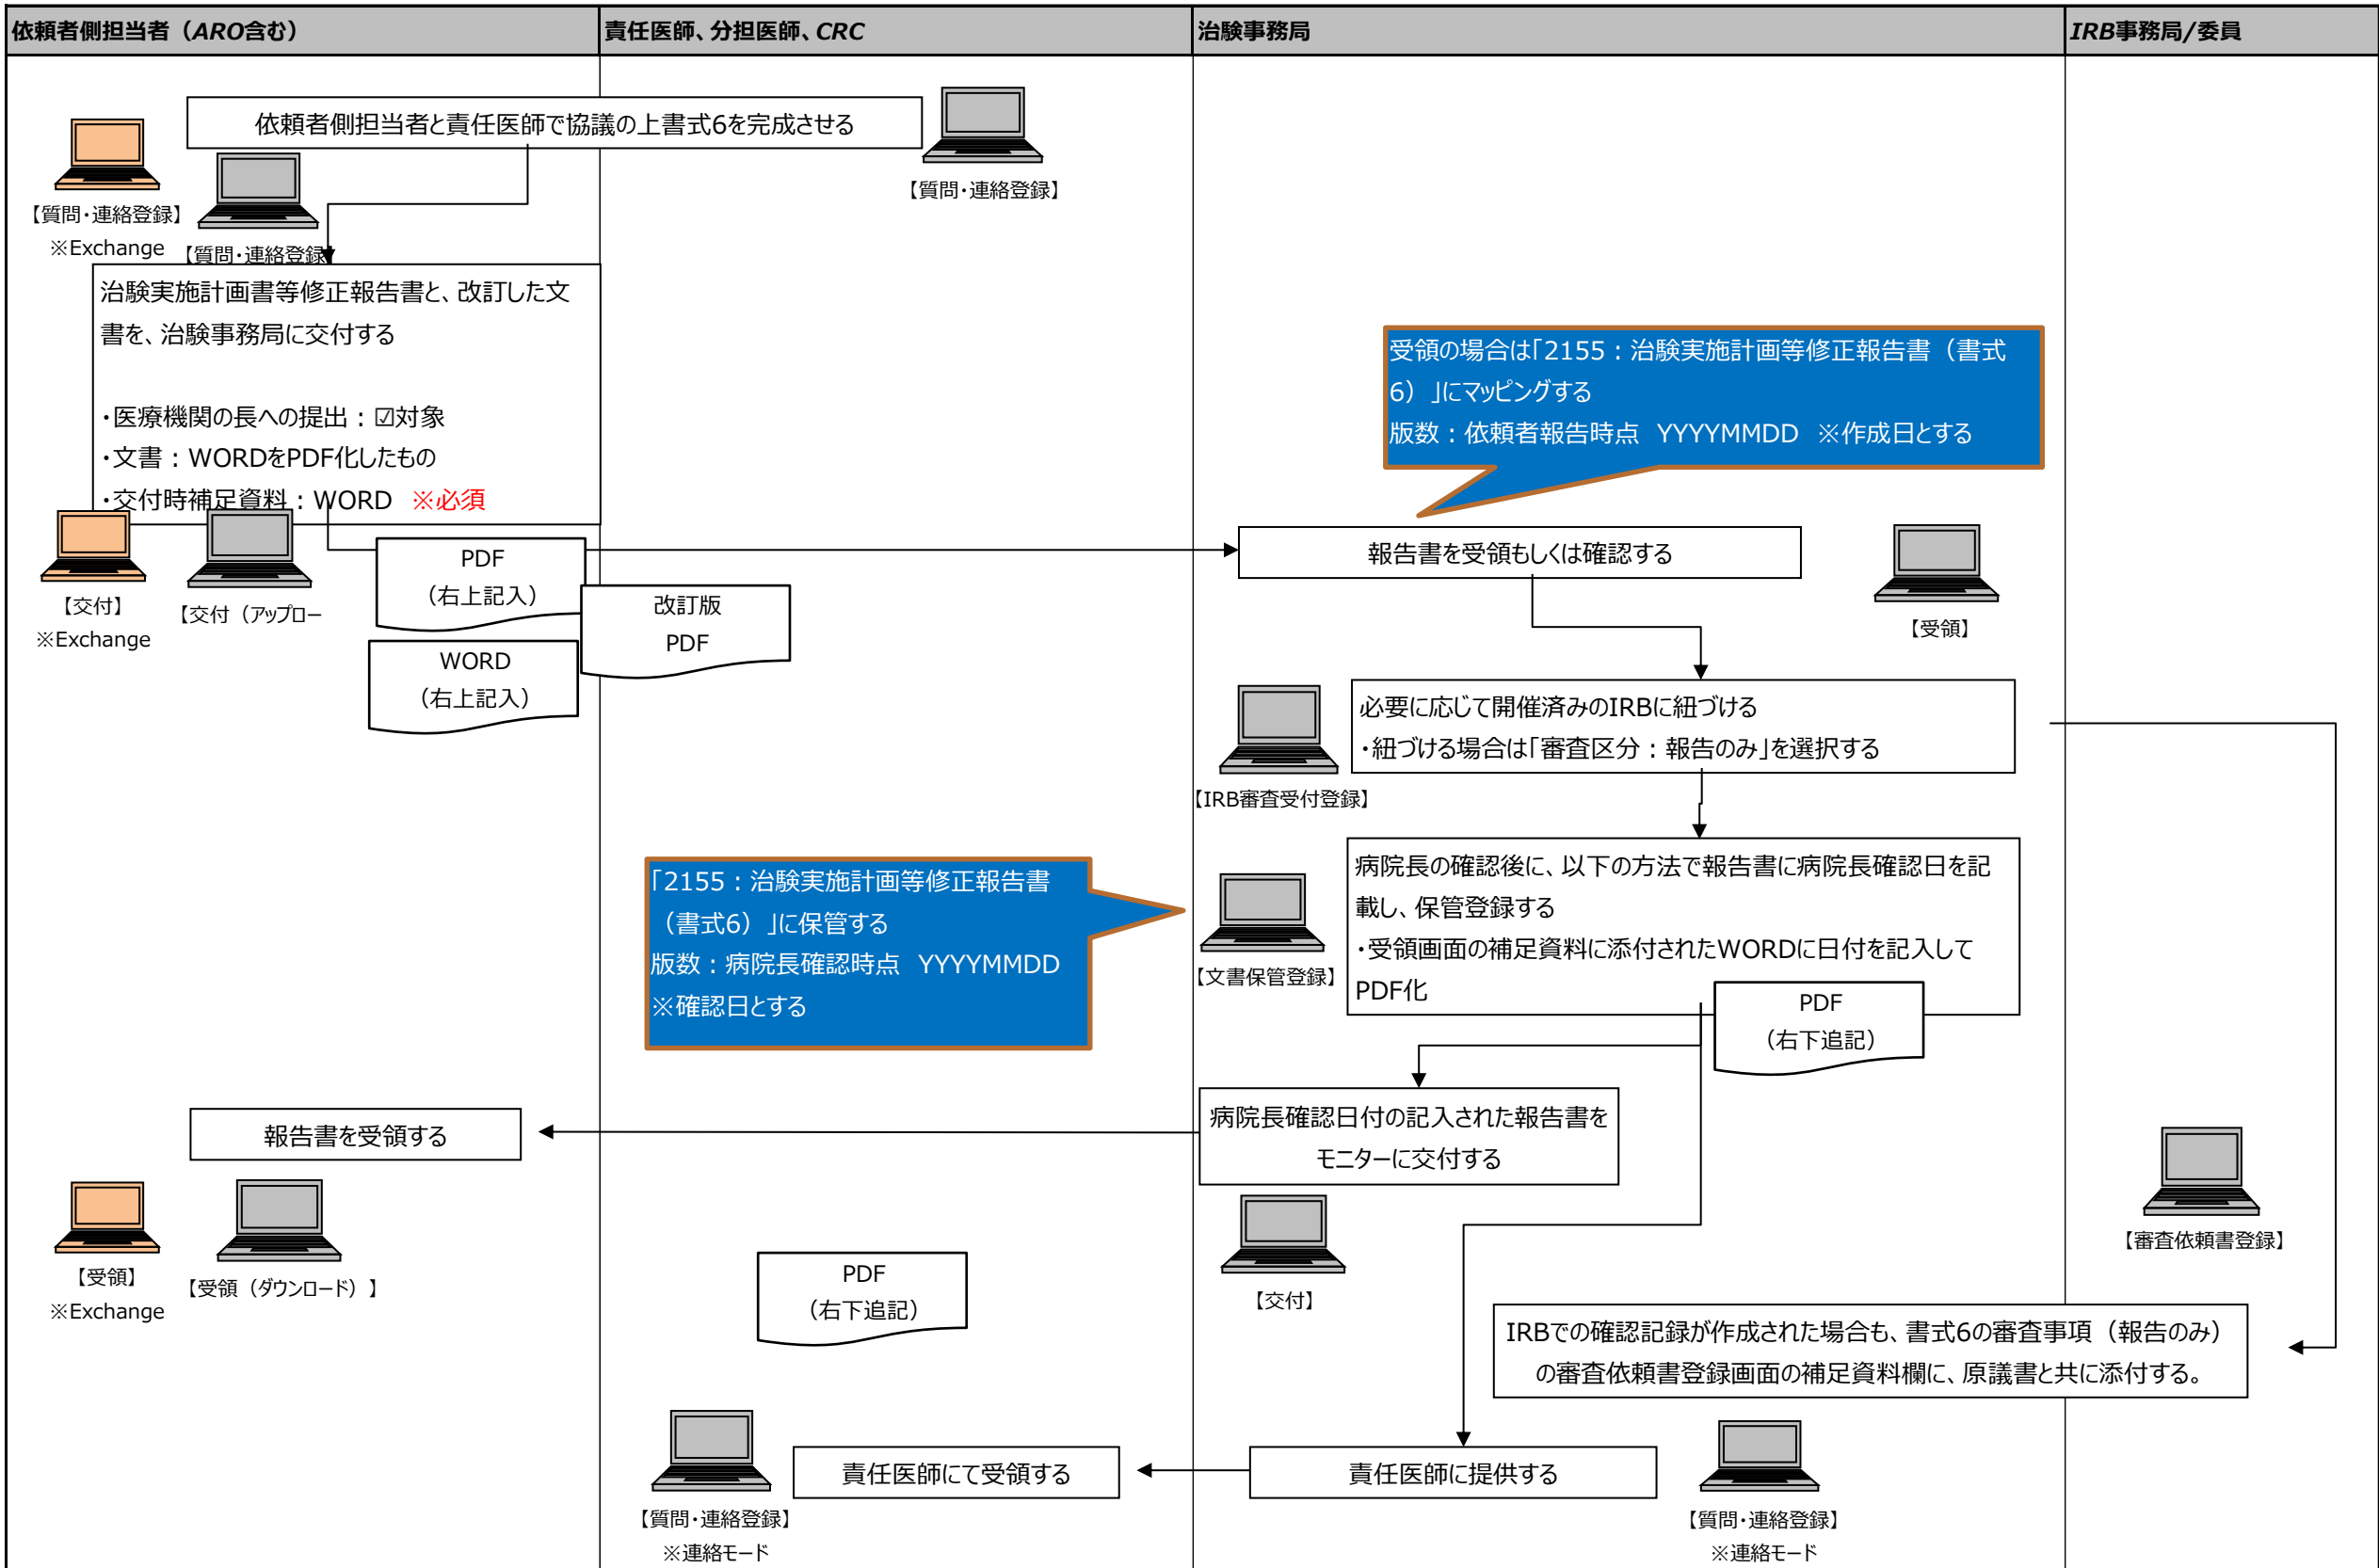 依頼者側担当者（ARO含む）
責任医師、分担医師、CRC
治験事務局
IRB事務局/委員
依頼者側担当者と責任医師で協議の上書式6を完成させる
【質問・連絡登録】
※Exchange
【質問・連絡登録
【質問・連絡登録】
治験実施計画書等修正報告書と、改訂した文
書を、治験事務局に交付する
・医療機関の長への提出：☑対象
・文書：WORDをPDF化したもの
・交付時補足資料：WORD　※必須
受領の場合は「2155：治験実施計画等修正報告書（書式
6）」にマッピングする
版数：依頼者報告時点　YYYYMMDD　※作成日とする
【交付】
※Exchange
【交付（アップロー
PDF
（右上記入）
改訂版
PDF
WORD
（右上記入）
報告書を受領もしくは確認する
【受領】
必要に応じて開催済みのIRBに紐づける
・紐づける場合は「審査区分：報告のみ」を選択する
【IRB審査受付登録】
「2155：治験実施計画等修正報告書
（書式6）」に保管する
版数：病院長確認時点　YYYYMMDD
※確認日とする
病院長の確認後に、以下の方法で報告書に病院長確認日を記
載し、保管登録する
・受領画面の補足資料に添付されたWORDに日付を記入して
PDF化
【文書保管登録】
PDF
（右下追記）
報告書を受領する
病院長確認日付の記入された報告書を
モニターに交付する
【受領】
※Exchange
【受領（ダウンロード）】
PDF
（右下追記）
【交付】
【審査依頼書登録】
IRBでの確認記録が作成された場合も、書式6の審査事項（報告のみ）
の審査依頼書登録画面の補足資料欄に、原議書と共に添付する。
責任医師にて受領する
責任医師に提供する
【質問・連絡登録】
※連絡モード
【質問・連絡登録】
※連絡モード